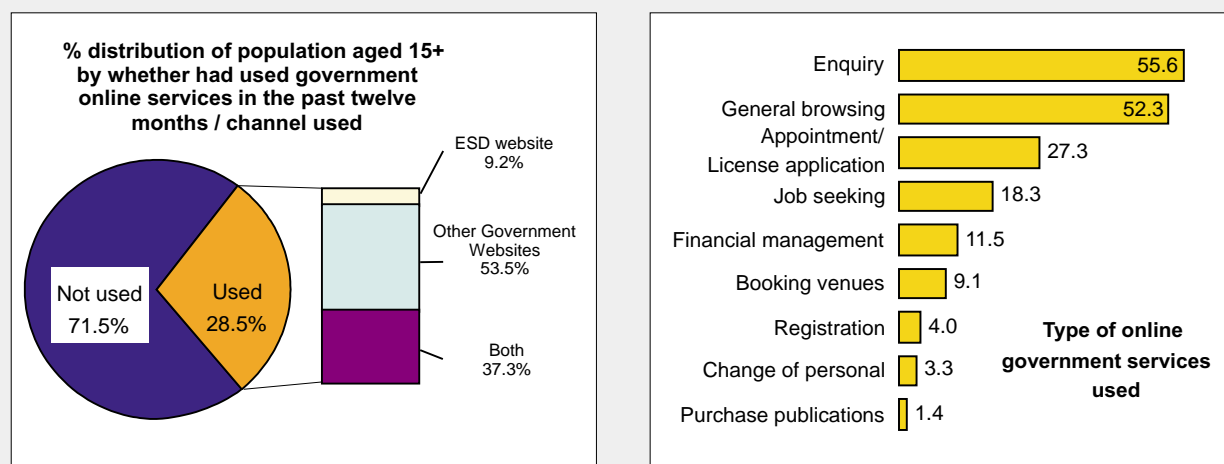 % distribution of population aged 15+
by whether had used government
online services in the past twelve
months / channel used
ESD website
9.2%
Other Government
Websites
53.5%
Both
37.3%
Not used
71.5%
Used
28.5%
Enquiry
55.6
General browsing
52.3
Appointment/
License application
27.3
Job seeking
18.3
Financial management
11.5
Booking venues
9.1
Registration
4.0
Change of personal
3.3
Purchase publications
1.4
Type of online
government services
used